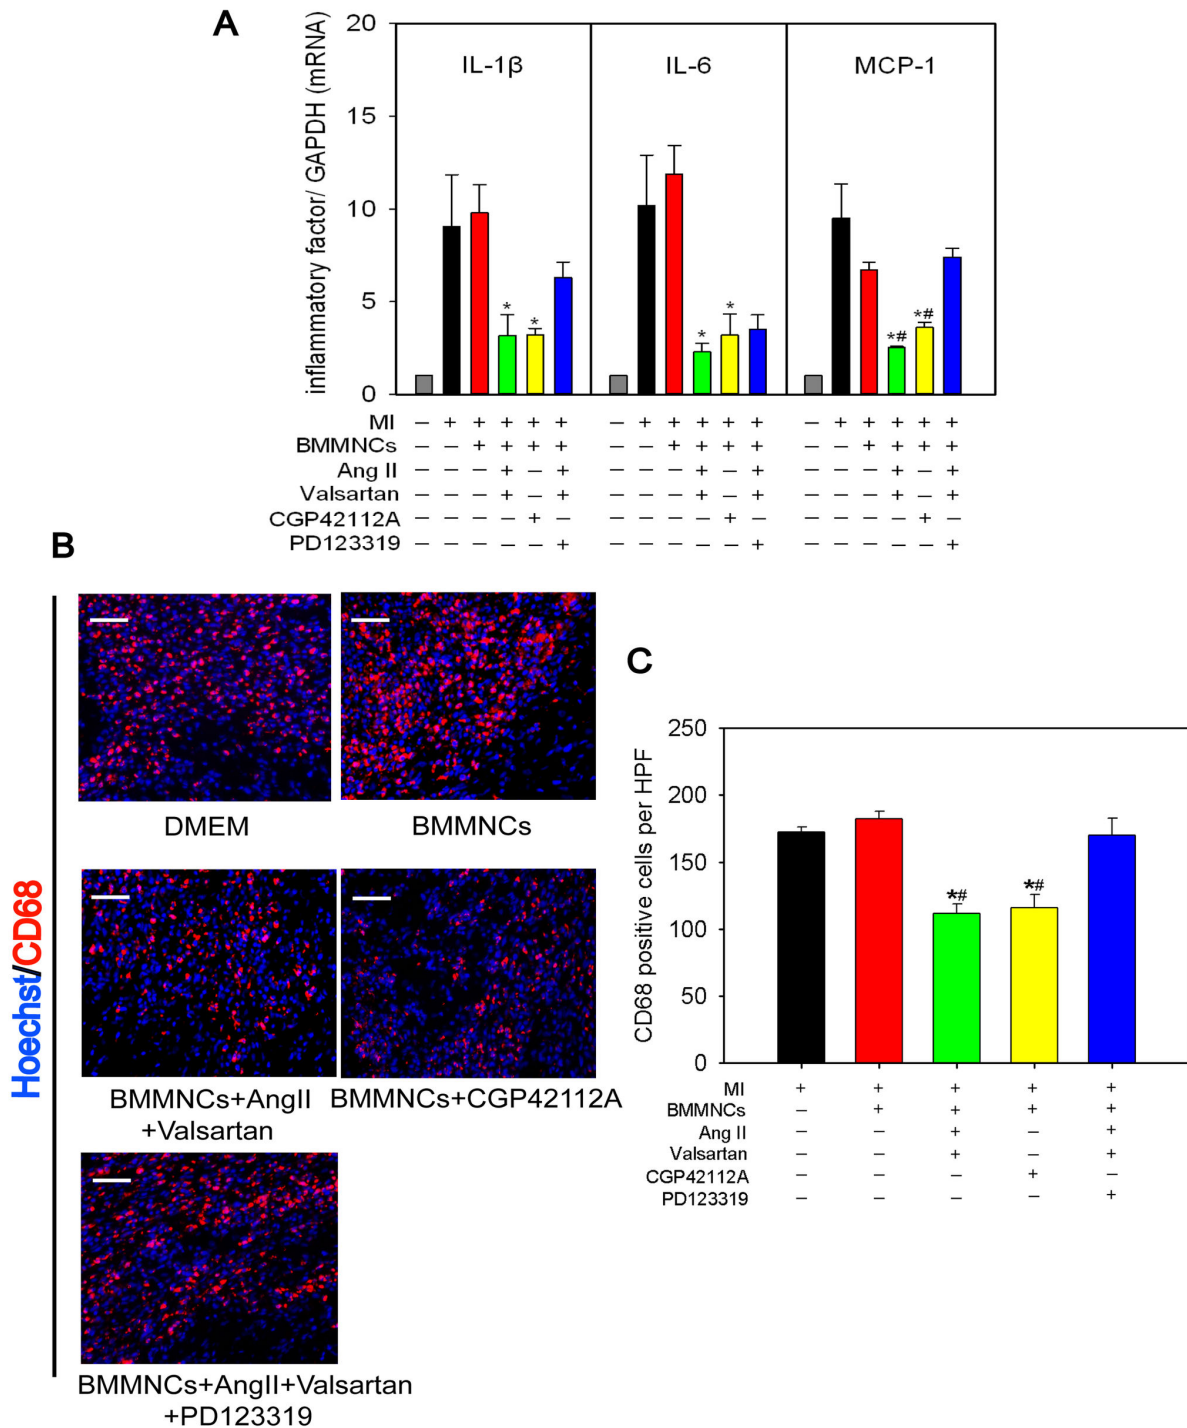 A
inflammatory factor/ GAPDH (mRNA)
20
15
10
5
0
IL-1β IL-6 MCP-1
* * * * *# *#
MI – + + + + + – + + + + + – + + + + +
BMMNCs – – + + + + – – + + + + – – + + + +
Ang II – – – + – + – – – + – + – – – + – +
Valsartan – – – + – + – – – + – + – – – + – +
CGP42112A – – – – + – – – – – + – – – – – + –
PD123319 – – – – – + – – – – – + – – – – – +
B
Hoechst/CD68
DMEM BMMNCs
BMMNCs+AngII BMMNCs+CGP42112A
+Valsartan
BMMNCs+AngII+Valsartan
+PD123319
C
CD68 positive cells per HPF
250
200
150
100
50
0
*# *#
MI + + + + +
BMMNCs – + + + +
Ang II – – + – +
Valsartan – – + – +
CGP42112A – – – + –
PD123319 – – – – +